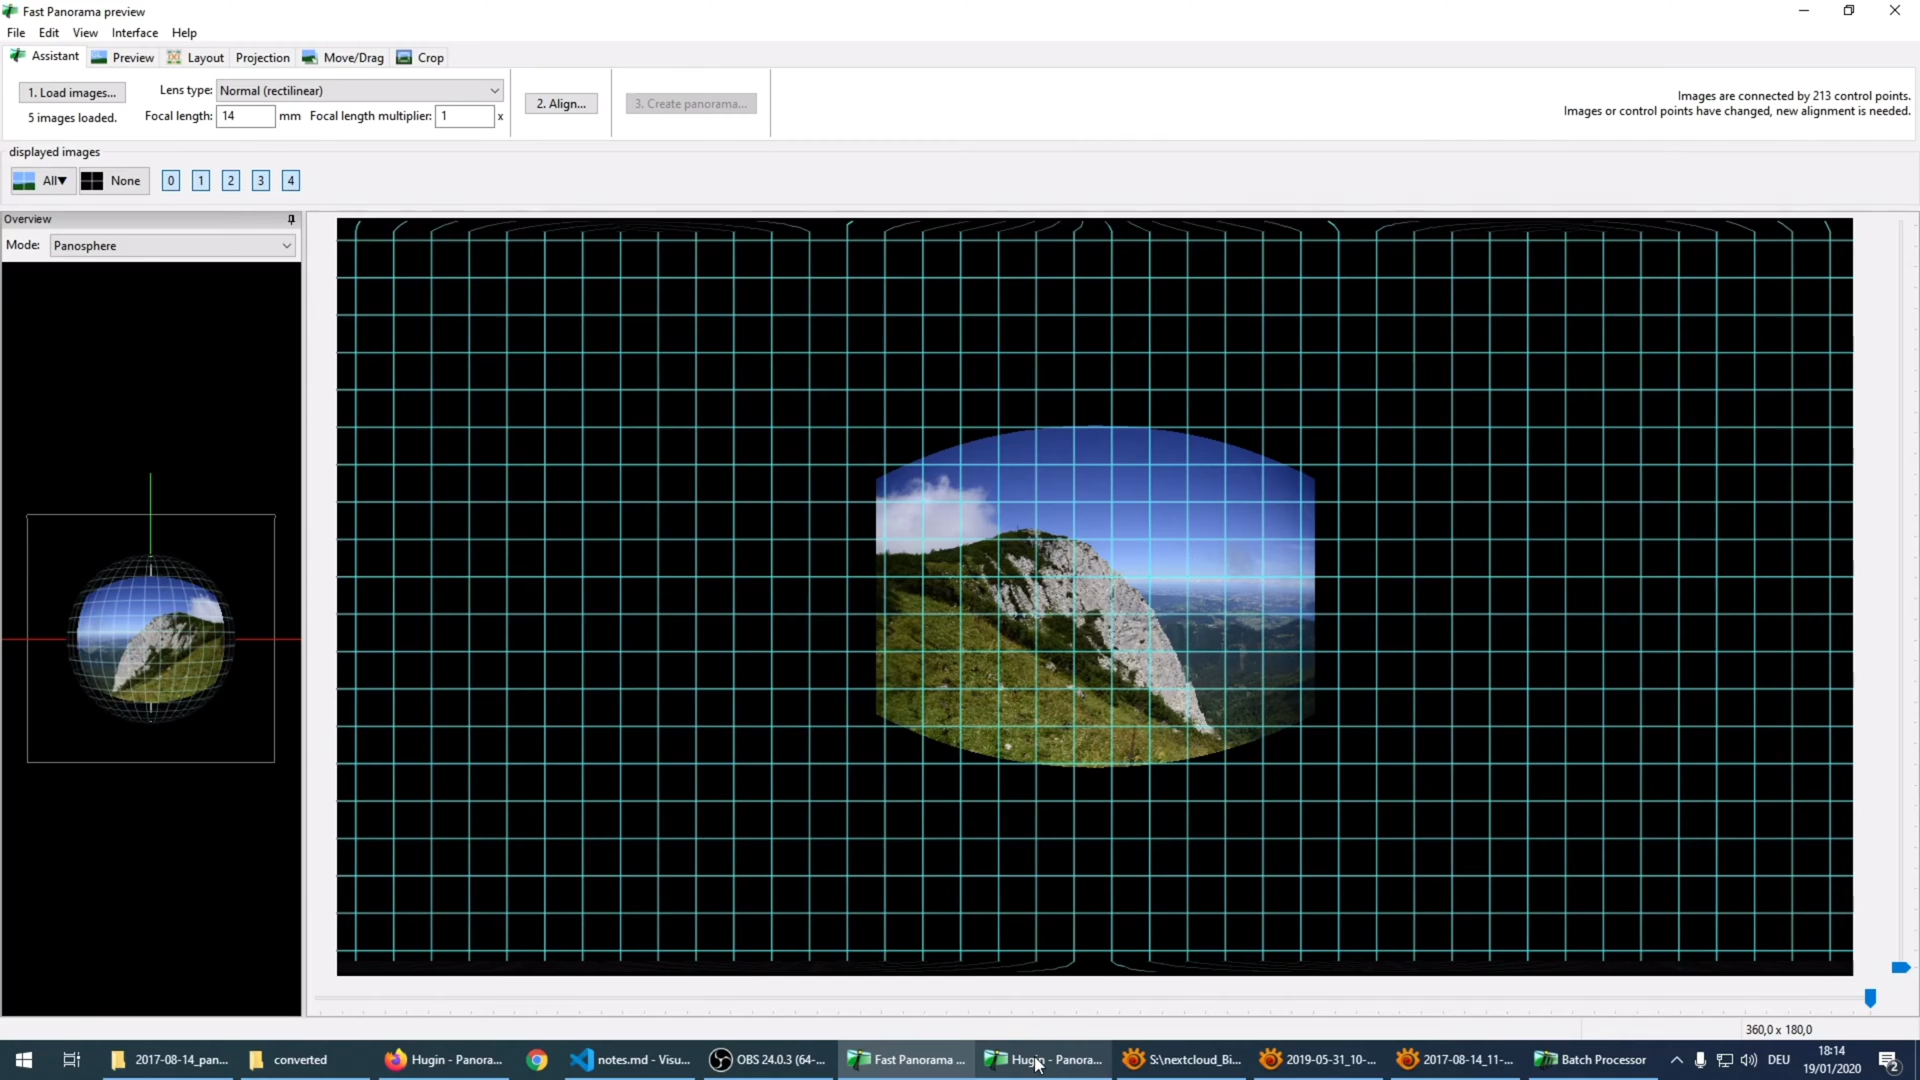 Fast Panorama preview
File Edit View Interface Help
Assistant Preview Layout Projection Move/Drag Crop
1. Load images... Lens type: Normal (rectilinear) 2. Align... 3. Create panorama... Images are connected by 213 control points.
5 images loaded. Focal length: 14 mm Focal length multiplier: 1 x Images or control points have changed, new alignment is needed.
displayed images
All▼ None 0 1 2 3 4
Overview
Mode: Panosphere
360,0 x 180,0
2017-08-14_pan... converted Hugin - Panora... notes.md - Visu... OBS 24.0.3 (64-... Fast Panorama ... Hugin - Panora... S:\nextcloud_Bi... 2019-05-31_10-... 2017-08-14_11-... Batch Processor DEU 18:14
19/01/2020
2